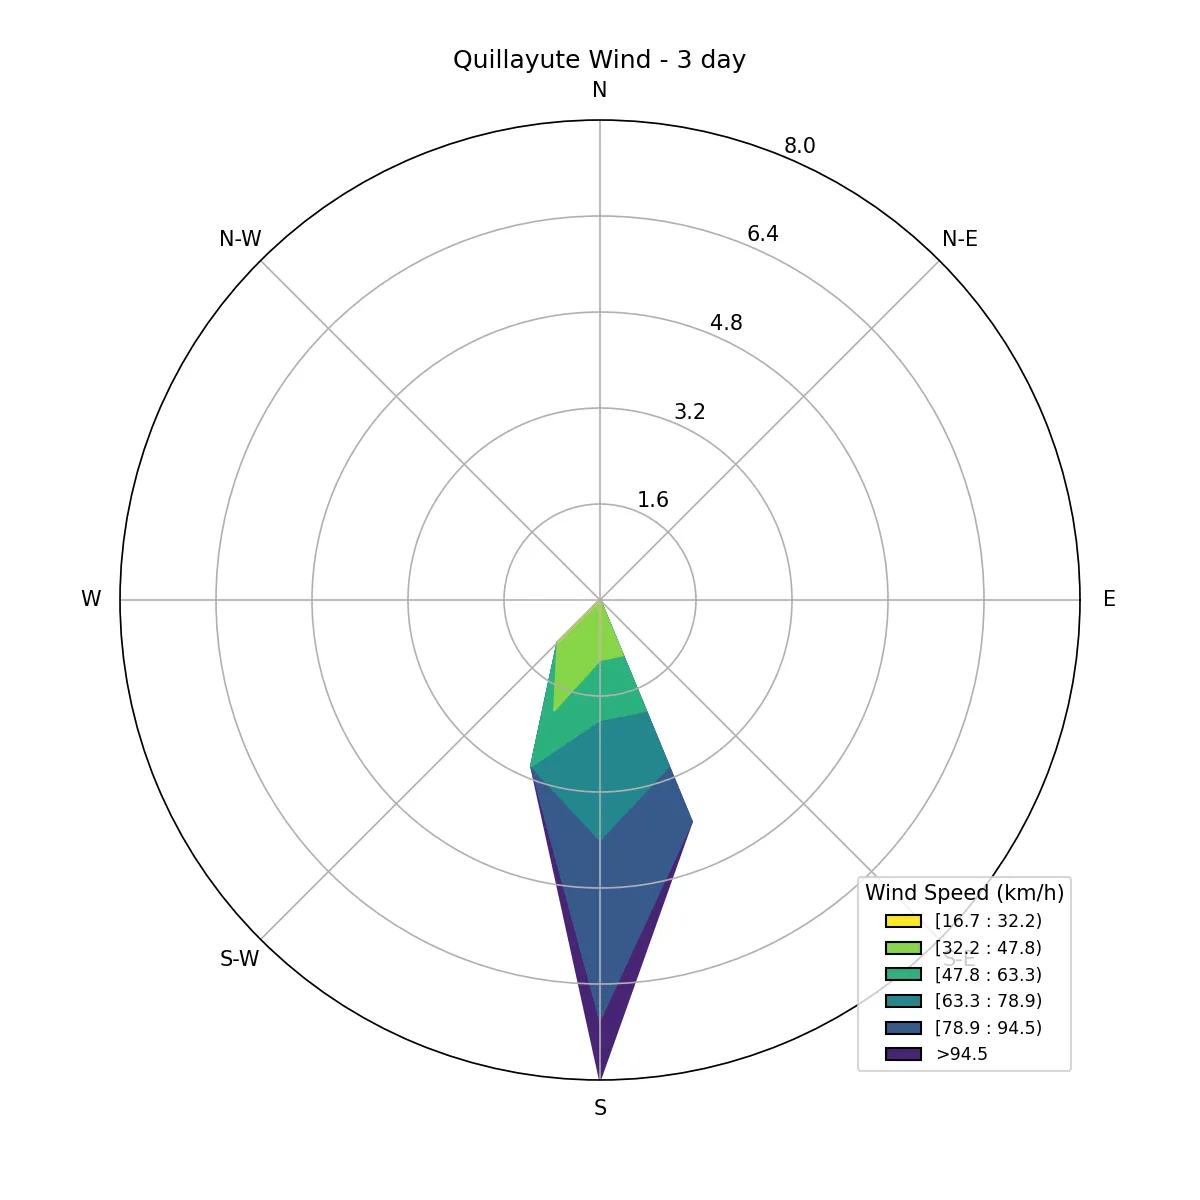 Quillayute Wind - 3 day
N
8.0
N-W
6.4
N-E
4.8
3.2
1.6
W
E
Wind Speed (km/h)
[16.7 : 32.2)
[32.2 : 47.8)
[47.8 : 63.3)
[63.3 : 78.9)
[78.9 : 94.5)
>94.5
S-W
S-E
S